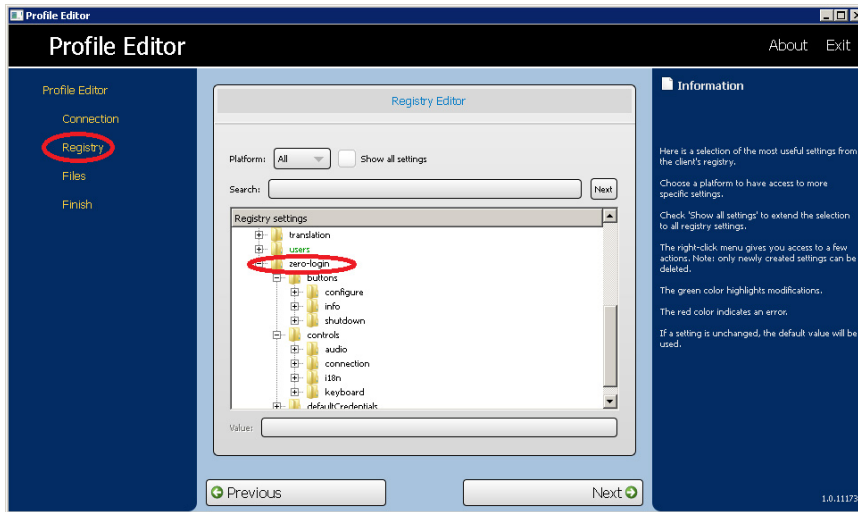 Profile Editor
Profile Editor
About Exit
Profile Editor
Connection
Registry
Files
Finish
Registry Editor
Platform: All Show all settings
Search: Next
Registry settings
translation
users
zero-login
buttons
configure
info
shutdown
controls
audio
connection
i18n
keyboard
defaultCredentials
Value:
Previous
Next
Information
Here is a selection of the most useful settings from
the client's registry.
Choose a platform to have access to more
specific settings.
Check 'Show all settings' to extend the selection
to all registry settings.
The right-click menu gives you access to a few
actions. Note: only newly created settings can be
deleted.
The green color highlights modifications.
The red color indicates an error.
If a setting is unchanged, the default value will be
used.
1.0.11173